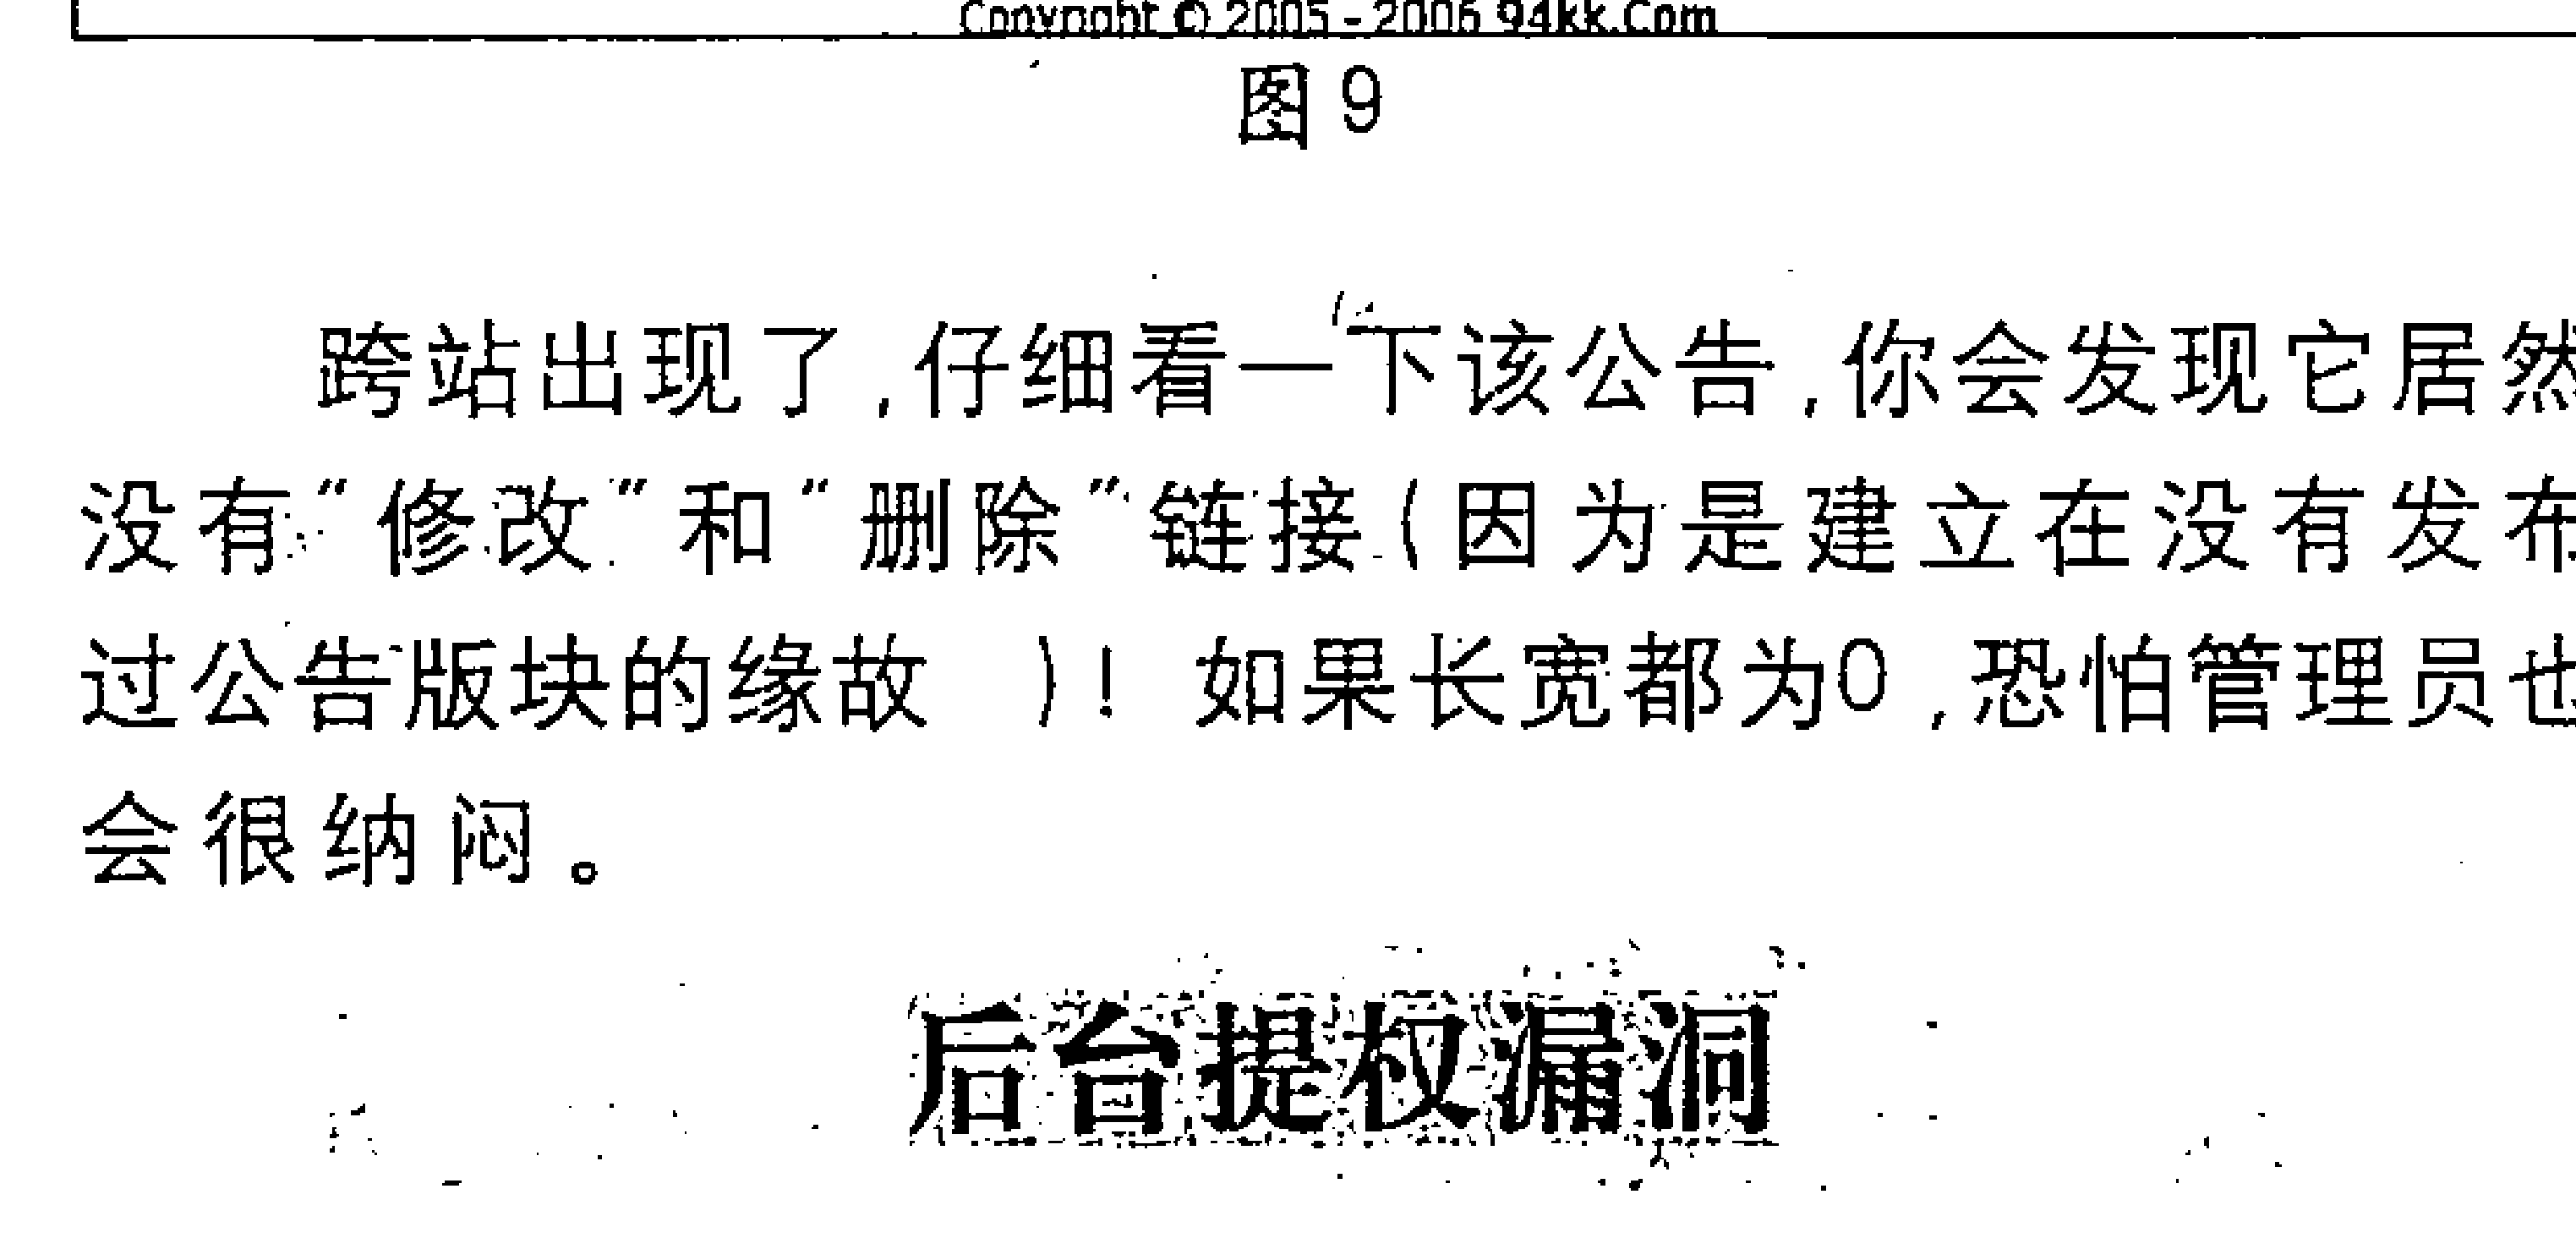 Copyright © 2005 - 2006 94kk.Com
图 9
跨站出现了,仔细看一下该公告,你会发现它居然
没有“修改”和“删除”链接(因为是建立在没有发布
过公告版块的缘故 )! 如果长宽都为0,恐怕管理员也
会很纳闷。
后台提权漏洞